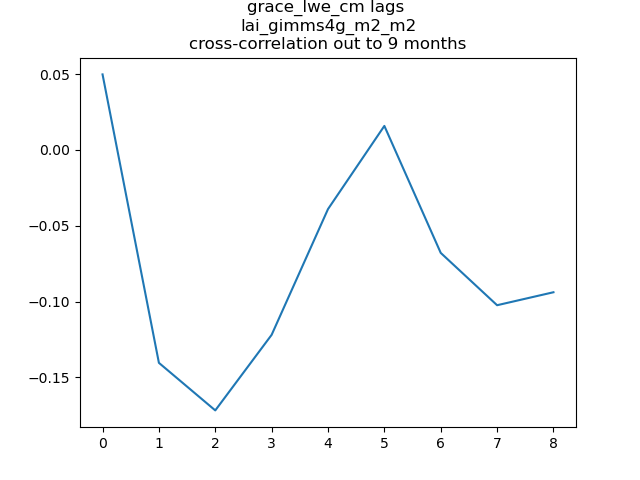 grace_lwe_cm lags
lai_gimms4g_m2_m2
cross-correlation out to 9 months
0.05
0.00
−0.05
−0.10
−0.15
0 1 2 3 4 5 6 7 8